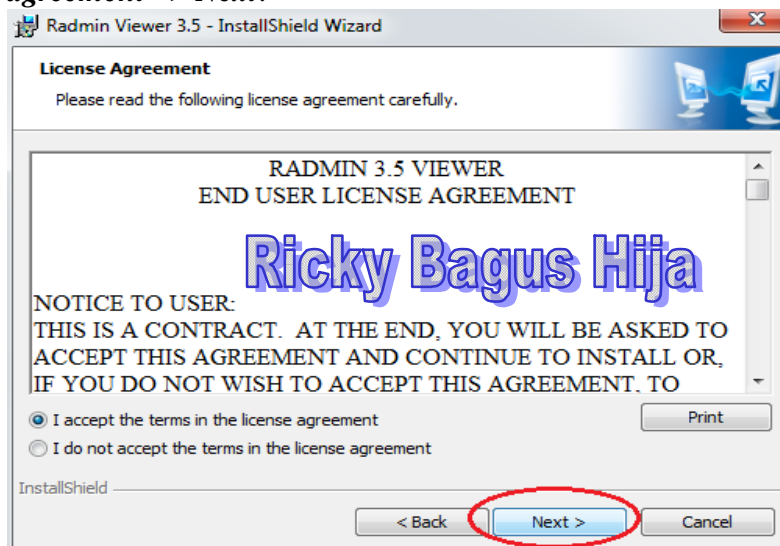 Radmin Viewer 3.5 - InstallShield Wizard
License Agreement
Please read the following license agreement carefully.
RADMIN 3.5 VIEWER
END USER LICENSE AGREEMENT
Ricky Bagus Hija
NOTICE TO USER:
THIS IS A CONTRACT. AT THE END, YOU WILL BE ASKED TO
ACCEPT THIS AGREEMENT AND CONTINUE TO INSTALL OR,
IF YOU DO NOT WISH TO ACCEPT THIS AGREEMENT, TO
I accept the terms in the license agreement
Print
I do not accept the terms in the license agreement
InstallShield
< Back Next > Cancel